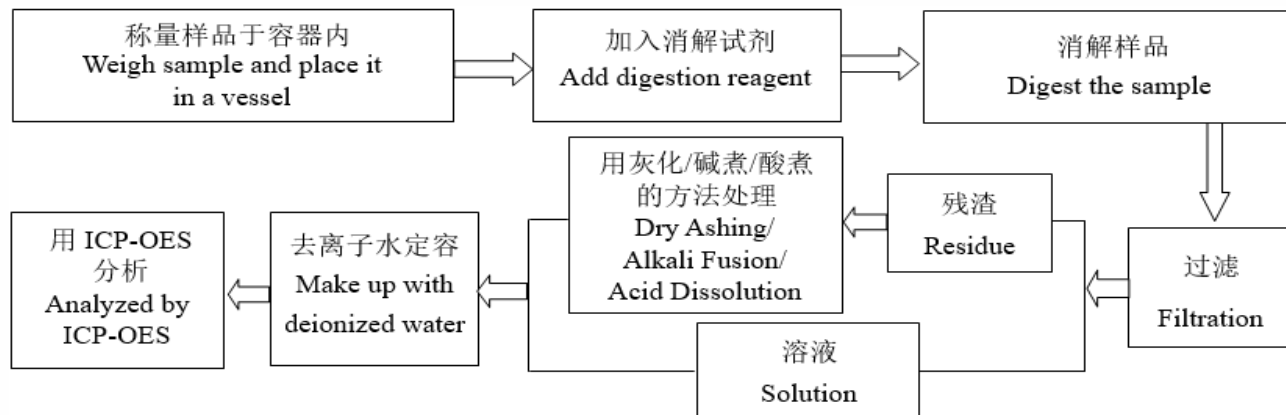 称量样品于容器内
Weigh sample and place it
in a vessel
加入消解试剂
Add digestion reagent
消解样品
Digest the sample
过滤
Filtration
残渣
Residue
用灰化/碱煮/酸煮
的方法处理
Dry Ashing/
Alkali Fusion/
Acid Dissolution
溶液
Solution
去离子水定容
Make up with
deionized water
用 ICP-OES
分析
Analyzed by
ICP-OES